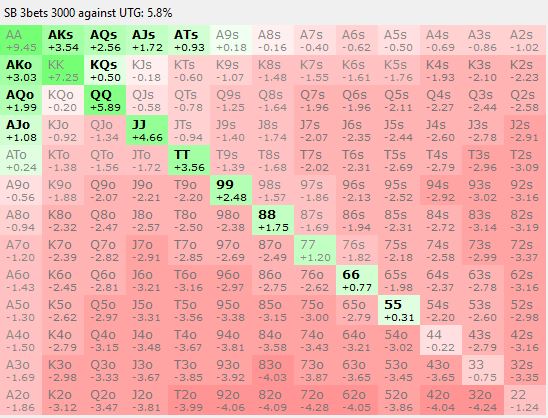 SB 3bets 3000 against UTG: 5.8%
AA AKs AQs AJs ATs A9s A8s A7s A6s A5s A4s A3s A2s
+9.45 +3.54 +2.56 +1.72 +0.93 +0.18 -0.16 -0.40 -0.62 -0.50 -0.69 -0.86 -1.02
AKo KK KQs KJs KTs K9s K8s K7s K6s K5s K4s K3s K2s
+3.03 +7.25 +0.50 -0.18 -0.60 -1.07 -1.48 -1.55 -1.61 -1.76 -1.93 -2.10 -2.23
AQo KQo QQ QJs QTs Q9s Q8s Q7s Q6s Q5s Q4s Q3s Q2s
+1.99 -0.20 +5.89 -0.58 -0.78 -1.25 -1.64 -1.96 -1.96 -2.11 -2.27 -2.44 -2.58
AJo KJo QJo JJ JTs J9s J8s J7s J6s J5s J4s J3s J2s
+1.08 -0.92 -1.34 +4.66 -0.94 -1.40 -1.74 -2.07 -2.35 -2.44 -2.60 -2.78 -2.91
ATo KTo QTo JTo TT T9s T8s T7s T6s T5s T4s T3s T2s
+0.24 -1.38 -1.56 -1.72 +3.56 -1.39 -1.68 -2.02 -2.31 -2.69 -2.79 -2.96 -3.09
A9o K9o Q9o J9o T9o 99 98s 97s 96s 95s 94s 93s 92s
-0.56 -1.88 -2.07 -2.21 -2.20 +2.48 -1.57 -1.86 -2.13 -2.52 -2.92 -3.02 -3.16
A8o K8o Q8o J8o T8o 98o 88 87s 86s 85s 84s 83s 82s
-0.94 -2.32 -2.47 -2.57 -2.50 -2.38 +1.75 -1.69 -1.94 -2.31 -2.72 -3.14 -3.19
A7o K7o Q7o J7o T7o 97o 87o 77 76s 75s 74s 73s 72s
-1.20 -2.39 -2.82 -2.91 -2.85 -2.69 -2.49 +1.20 -1.82 -2.18 -2.58 -2.99 -3.37
A6o K6o Q6o J6o T6o 96o 86o 76o 66 65s 64s 63s 62s
-1.43 -2.45 -2.81 -3.21 -3.16 -2.97 -2.75 -2.62 +0.77 -1.98 -2.37 -2.78 -3.16
A5o K5o Q5o J5o T5o 95o 85o 75o 65o 55 54s 53s 52s
-1.30 -2.62 -2.97 -3.31 -3.56 -3.38 -3.15 -3.00 -2.79 +0.31 -2.20 -2.60 -2.98
A4o K4o Q4o J4o T4o 94o 84o 74o 64o 54o 44 43s 42s
-1.50 -2.79 -3.15 -3.48 -3.67 -3.81 -3.58 -3.43 -3.21 -3.02 -0.22 -2.79 -3.16
A3o K3o Q3o J3o T3o 93o 83o 73o 63o 53o 43o 33 32s
-1.69 -2.98 -3.33 -3.67 -3.85 -3.92 -4.03 -3.87 -3.65 -3.45 -3.65 -0.75 -3.35
A2o K2o Q2o J2o T2o 92o 82o 72o 62o 52o 42o 32o 22
-1.86 -3.12 -3.47 -3.81 -3.99 -4.06 -4.09 -4.28 -4.05 -3.86 -4.04 -4.24 -1.24